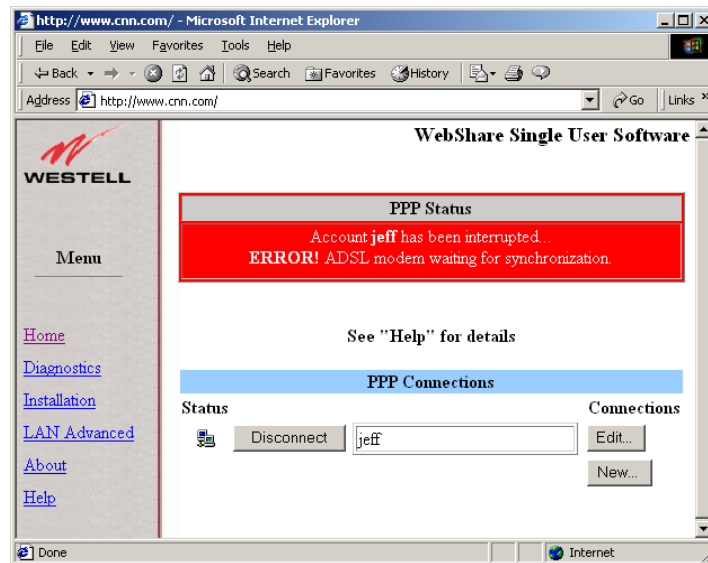 http://www.cnn.com/ - Microsoft Internet Explorer
File Edit View Favorites Tools Help
Back Search Favorites History
Address http://www.cnn.com/ Go Links »
WESTELL
WebShare Single User Software
PPP Status
Account jeff has been interrupted...
ERROR! ADSL modem waiting for synchronization.
Menu
See "Help" for details
Home
Diagnostics
Installation
LAN Advanced
About
Help
PPP Connections
Status Connections
Disconnect jeff Edit...
New...
Done Internet